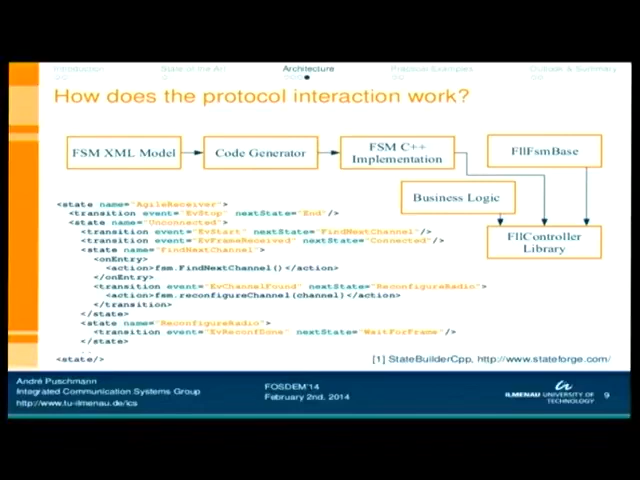 Introduction State of the Art Architecture Practical Examples Outlook & Summary
How does the protocol interaction work?
FSM XML Model
Code Generator
FSM C++
Implementation
FllFsmBase
Business Logic
FllController
Library
<state name="AgileReceiver">
<transition event="EvStop" nextState="End"/>
<state name="Unconnected">
<transition event="EvStart" nextState="FindNextChannel"/>
<transition event="EvFrameReceived" nextState="Connected"/>
<state name="FindNextChannel">
<onEntry>
<action>fsm.FindNextChannel()</action>
</onEntry>
<transition event="EvChannelFound" nextState="ReconfigureRadio">
<action>fsm.reconfigureChannel(channel)</action>
</transition>
</state>
<state name="ReconfigureRadio">
<transition event="EvReconfDone" nextState="WaitForFrame"/>
</state>
..
<state/>
[1] StateBuilderCpp, http://www.stateforge.com/
André Puschmann
Integrated Communication Systems Group
http://www.tu-ilmenau.de/ics
FOSDEM'14
February 2nd, 2014
ILMENAU UNIVERSITY OF
TECHNOLOGY
9